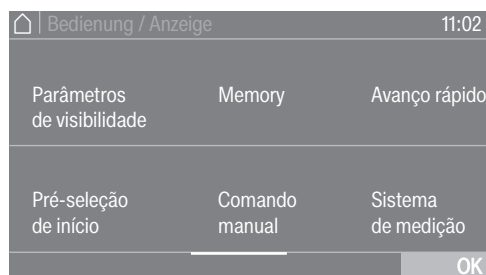 Bedienung / Anzeige 11:02
Parâmetros Memory Avanço rápido
de visibilidade
Pré-seleção Comando Sistema
de início manual de medição
OK